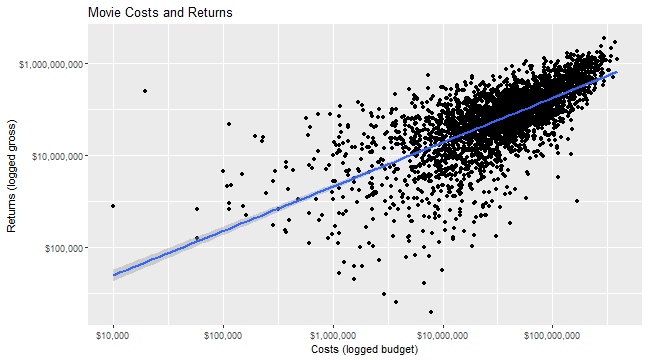 Movie Costs and Returns
Returns (logged gross)
$1,000,000,000
$10,000,000
$100,000
$10,000
$100,000
$1,000,000
$10,000,000
$100,000,000
Costs (logged budget)